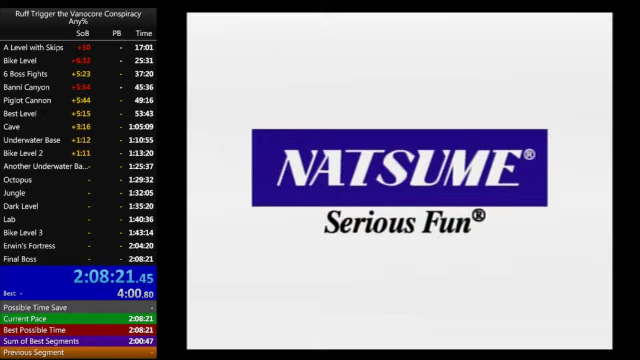 Ruff Trigger the Vanocore Conspiracy
Any%
SoB PB Time
A Level with Skips +50 - 17:01
Bike Level +6:32 - 25:31
6 Boss Fights +5:23 - 37:20
Banni Canyon +5:54 - 45:36
Piglot Cannon +5:44 - 49:16
Best Level +5:15 - 53:43
Cave +3:16 - 1:05:09
Underwater Base +1:12 - 1:10:55
Bike Level 2 +1:11 - 1:13:20
Another Underwater Ba... - - 1:25:37
Octopus - - 1:29:32
Jungle - - 1:32:05
Dark Level - - 1:35:20
Lab - - 1:40:36
Bike Level 3 - - 1:43:14
Erwin's Fortress - - 2:04:20
Final Boss - - 2:08:21
2:08:21.45
Best: - 4:00.80
Possible Time Save -
Current Pace 2:08:21
Best Possible Time 2:08:21
Sum of Best Segments 2:00:47
Previous Segment -
NATSUME®
Serious Fun®